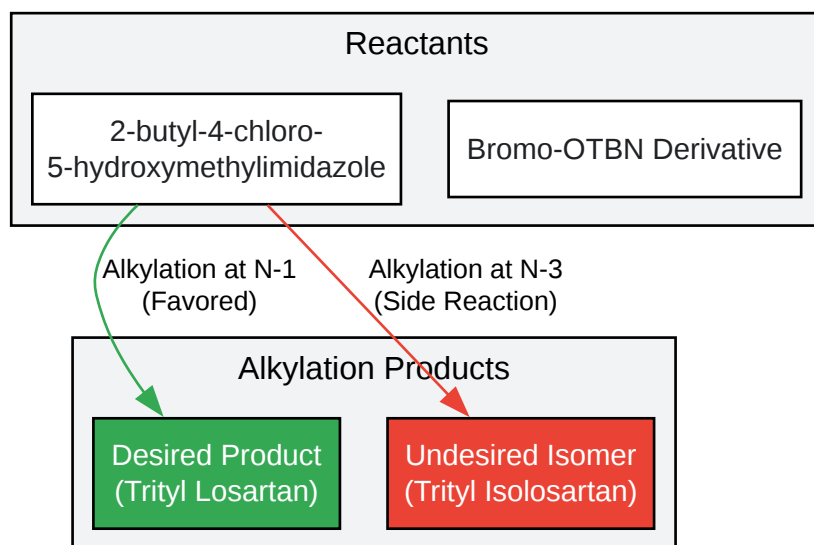 Reactants
2-butyl-4-chloro-
5-hydroxymethylimidazole
Bromo-OTBN Derivative
Alkylation at N-1
(Favored)
Alkylation at N-3
(Side Reaction)
Alkylation Products
Desired Product
(Trityl Losartan)
Undesired Isomer
(Trityl Isolosartan)